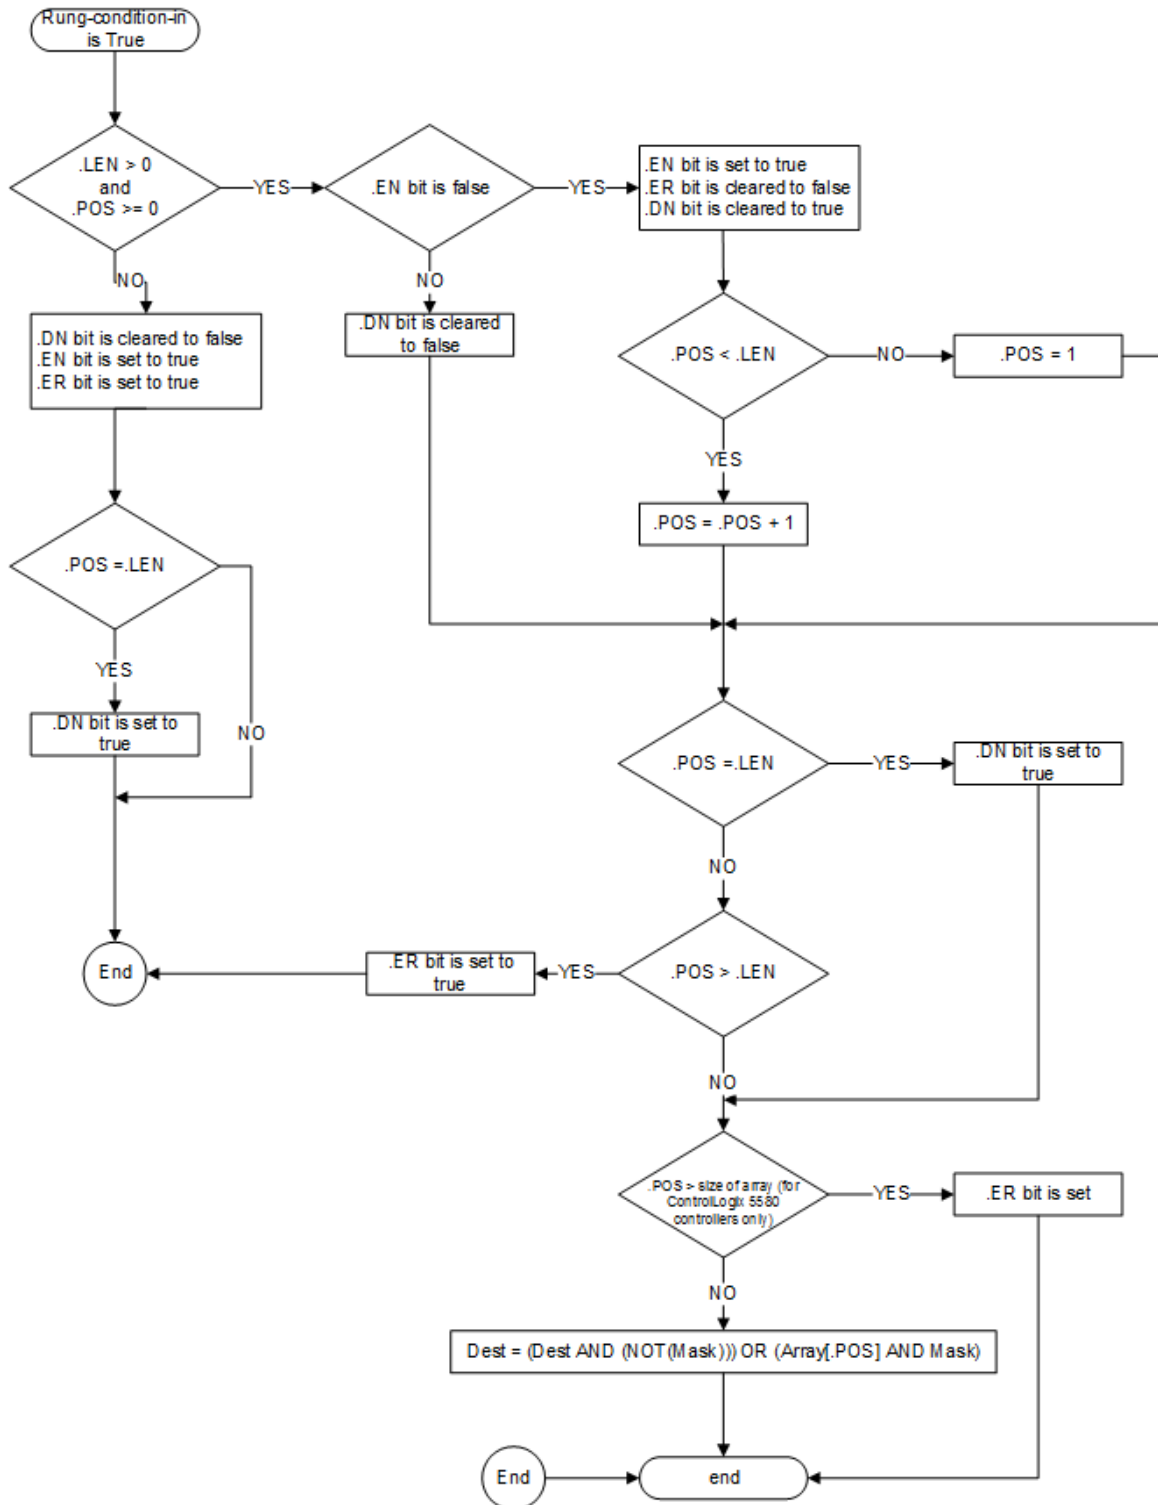 Rung-condition-in
is True
.LEN > 0
and
.POS >= 0
YES
.EN bit is false
YES
.EN bit is set to true
.ER bit is cleared to false
.DN bit is cleared to true
NO
NO
.DN bit is cleared to false
.EN bit is set to true
.ER bit is set to true
.DN bit is cleared
to false
.POS < .LEN
NO
.POS = 1
YES
.POS = .POS + 1
.POS =.LEN
YES
NO
.DN bit is set to
true
.POS =.LEN
YES
.DN bit is set to
true
NO
End
.ER bit is set to
true
YES
.POS > .LEN
NO
.POS > size of array (for
ControlLogix 5580
controllers only)
YES
.ER bit is set
NO
Dest = (Dest AND (NOT(Mask))) OR (Array[.POS] AND Mask)
End
end